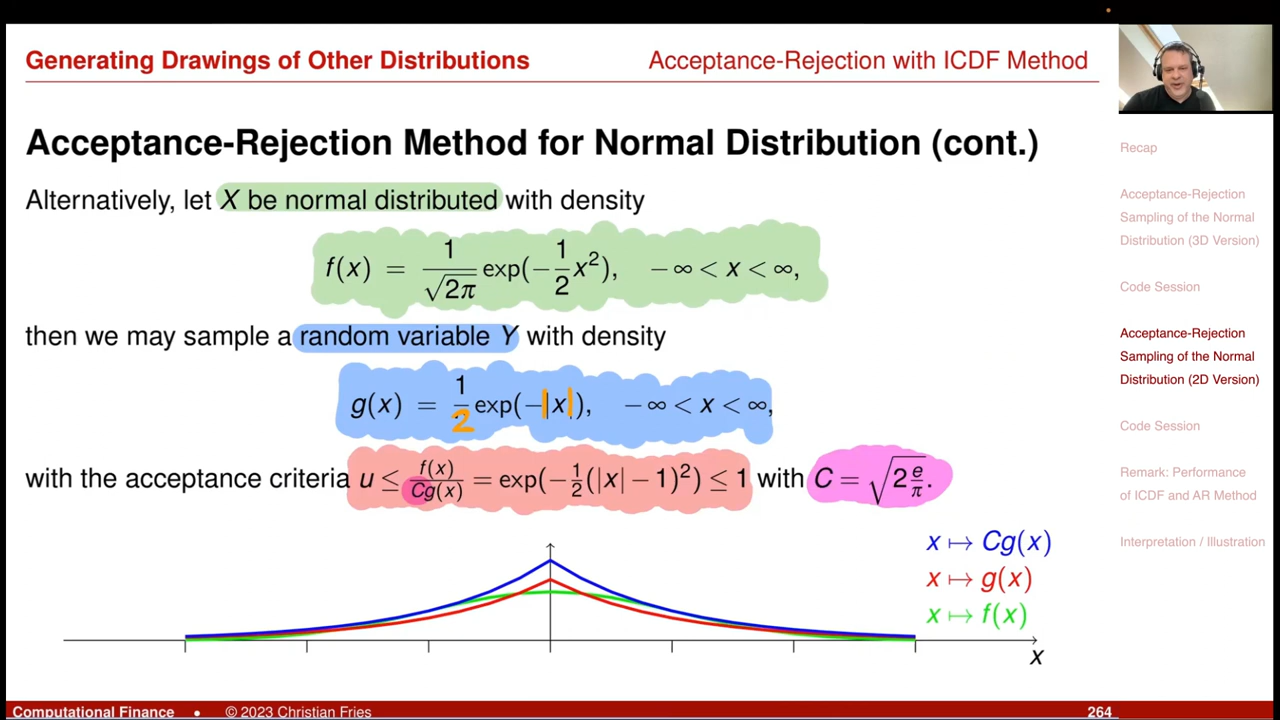 Generating Drawings of Other Distributions
Acceptance-Rejection with ICDF Method
Acceptance-Rejection Method for Normal Distribution (cont.)
Alternatively, let X be normal distributed with density
f(x) = 1/√2π exp(−1/2 x²), −∞ < x < ∞,
then we may sample a random variable Y with density
g(x) = 1/2 exp(−|x|), −∞ < x < ∞,
with the acceptance criteria u ≤ f(x)/Cg(x) = exp(−1/2(|x| − 1)²) ≤ 1 with C = √(2 e/π).
x ↦ Cg(x)
x ↦ g(x)
x ↦ f(x)
x
Recap
Acceptance-Rejection
Sampling of the Normal
Distribution (3D Version)
Code Session
Acceptance-Rejection
Sampling of the Normal
Distribution (2D Version)
Code Session
Remark: Performance
of ICDF and AR Method
Interpretation / Illustration
Computational Finance • © 2023 Christian Fries 264